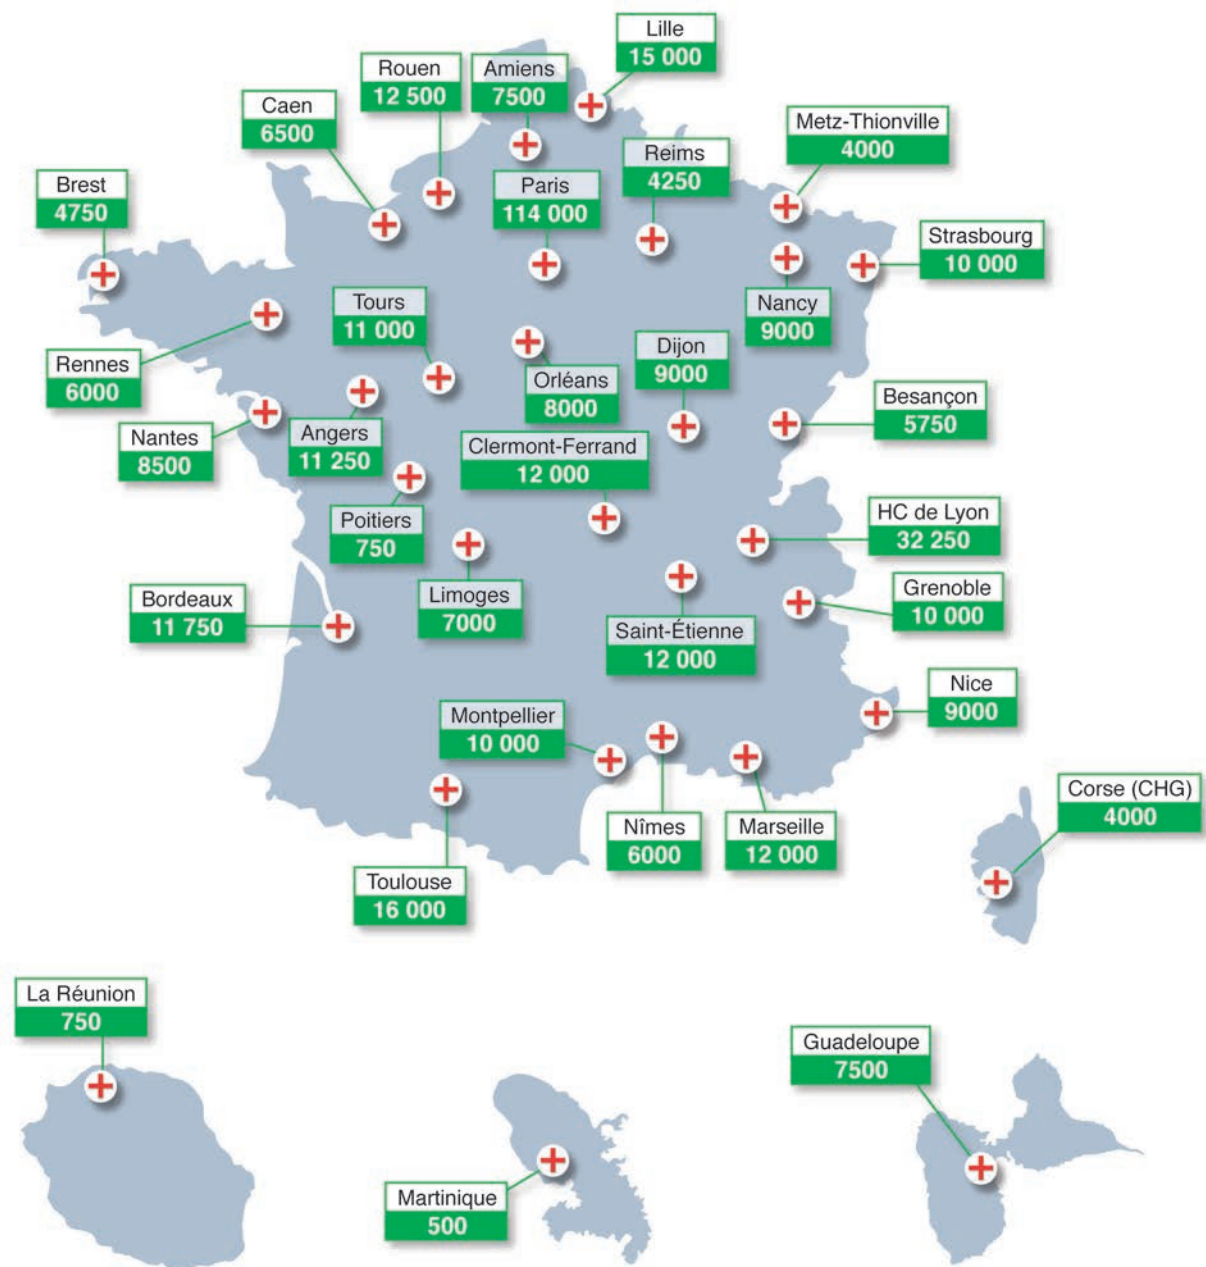 Lille
15 000
Rouen
12 500
Amiens
7500
Caen
6500
Metz-Thionville
4000
Reims
4250
Brest
4750
Paris
114 000
Strasbourg
10 000
Tours
11 000
Nancy
9000
Dijon
9000
Rennes
6000
Orléans
8000
Besançon
5750
Nantes
8500
Angers
11 250
Clermont-Ferrand
12 000
Poitiers
750
HC de Lyon
32 250
Bordeaux
11 750
Limoges
7000
Grenoble
10 000
Saint-Étienne
12 000
Nice
9000
Montpellier
10 000
Corse (CHG)
4000
Nîmes
6000
Marseille
12 000
Toulouse
16 000
La Réunion
750
Guadeloupe
7500
Martinique
500